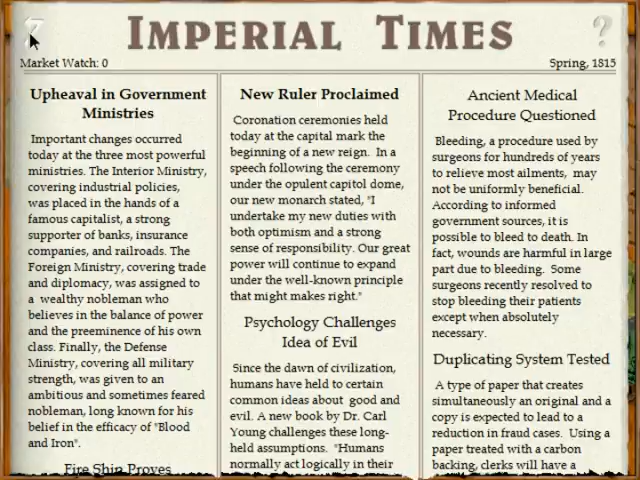 IMPERIAL TIMES
Market Watch: 0
Spring, 1815
Upheaval in Government
Ministries
Important changes occurred
today at the three most powerful
ministries. The Interior Ministry,
covering industrial policies,
was placed in the hands of a
famous capitalist, a strong
supporter of banks, insurance
companies, and railroads. The
Foreign Ministry, covering trade
and diplomacy, was assigned to
a wealthy nobleman who
believes in the balance of power
and the preeminence of his own
class. Finally, the Defense
Ministry, covering all military
strength, was given to an
ambitious and sometimes feared
nobleman, long known for his
belief in the efficacy of "Blood
and Iron".
Fire Ship Proves
New Ruler Proclaimed
Coronation ceremonies held
today at the capital mark the
beginning of a new reign. In a
speech following the ceremony
under the opulent capitol dome,
our new monarch stated, "I
undertake my new duties with
both optimism and a strong
sense of responsibility. Our great
power will continue to expand
under the well-known principle
that might makes right."
Psychology Challenges
Idea of Evil
Since the dawn of civilization,
humans have held to certain
common ideas about good and
evil. A new book by Dr. Carl
Young challenges these long-
held assumptions. "Humans
normally act logically in their
Ancient Medical
Procedure Questioned
Bleeding, a procedure used by
surgeons for hundreds of years
to relieve most ailments, may
not be uniformly beneficial.
According to informed
government sources, it is
possible to bleed to death. In
fact, wounds are harmful in large
part due to bleeding. Some
surgeons recently resolved to
stop bleeding their patients
except when absolutely
necessary.
Duplicating System Tested
A type of paper that creates
simultaneously an original and a
copy is expected to lead to a
reduction in fraud cases. Using a
paper treated with a carbon
backing, clerks will have a